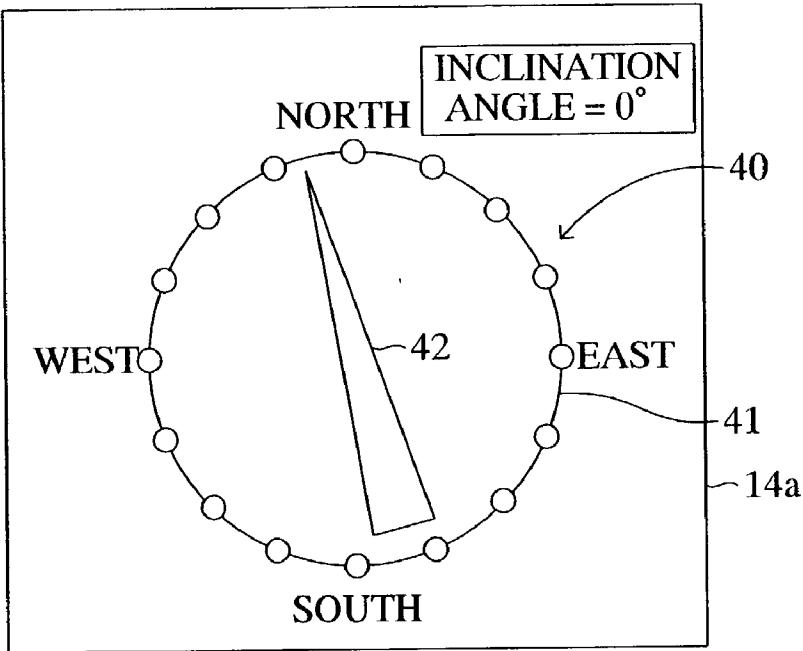 INCLINATION
ANGLE = 0°
NORTH
40
WEST
42
EAST
41
14a
SOUTH